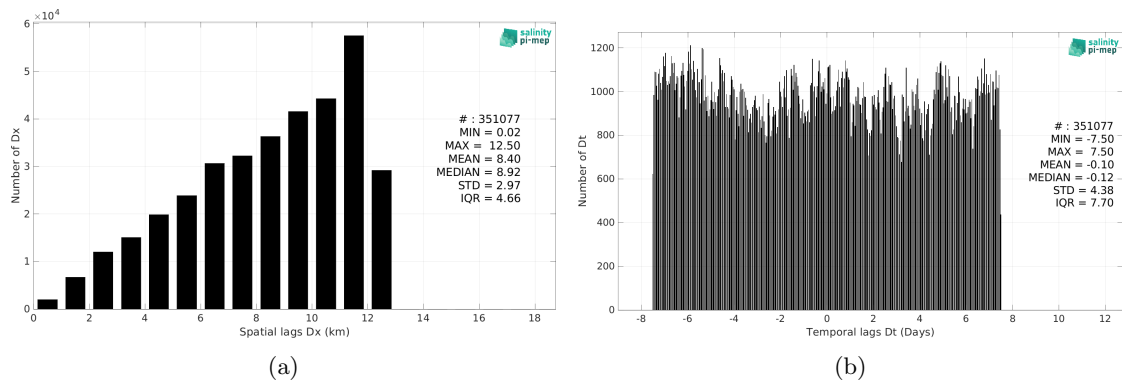 ×10⁴
6
5
4
3
2
1
0
Number of Dx
0 2 4 6 8 10 12 14 16 18
Spatial lags Dx (km)
salinity
pi-mep
# : 351077
MIN = 0.02
MAX = 12.50
MEAN = 8.40
MEDIAN = 8.92
STD = 2.97
IQR = 4.66
(a)
1200
1000
800
600
400
200
0
Number of Dt
-8 -6 -4 -2 0 2 4 6 8 10 12
Temporal lags Dt (Days)
salinity
pi-mep
# : 351077
MIN = -7.50
MAX = 7.50
MEAN = -0.10
MEDIAN = -0.12
STD = 4.38
IQR = 7.70
(b)